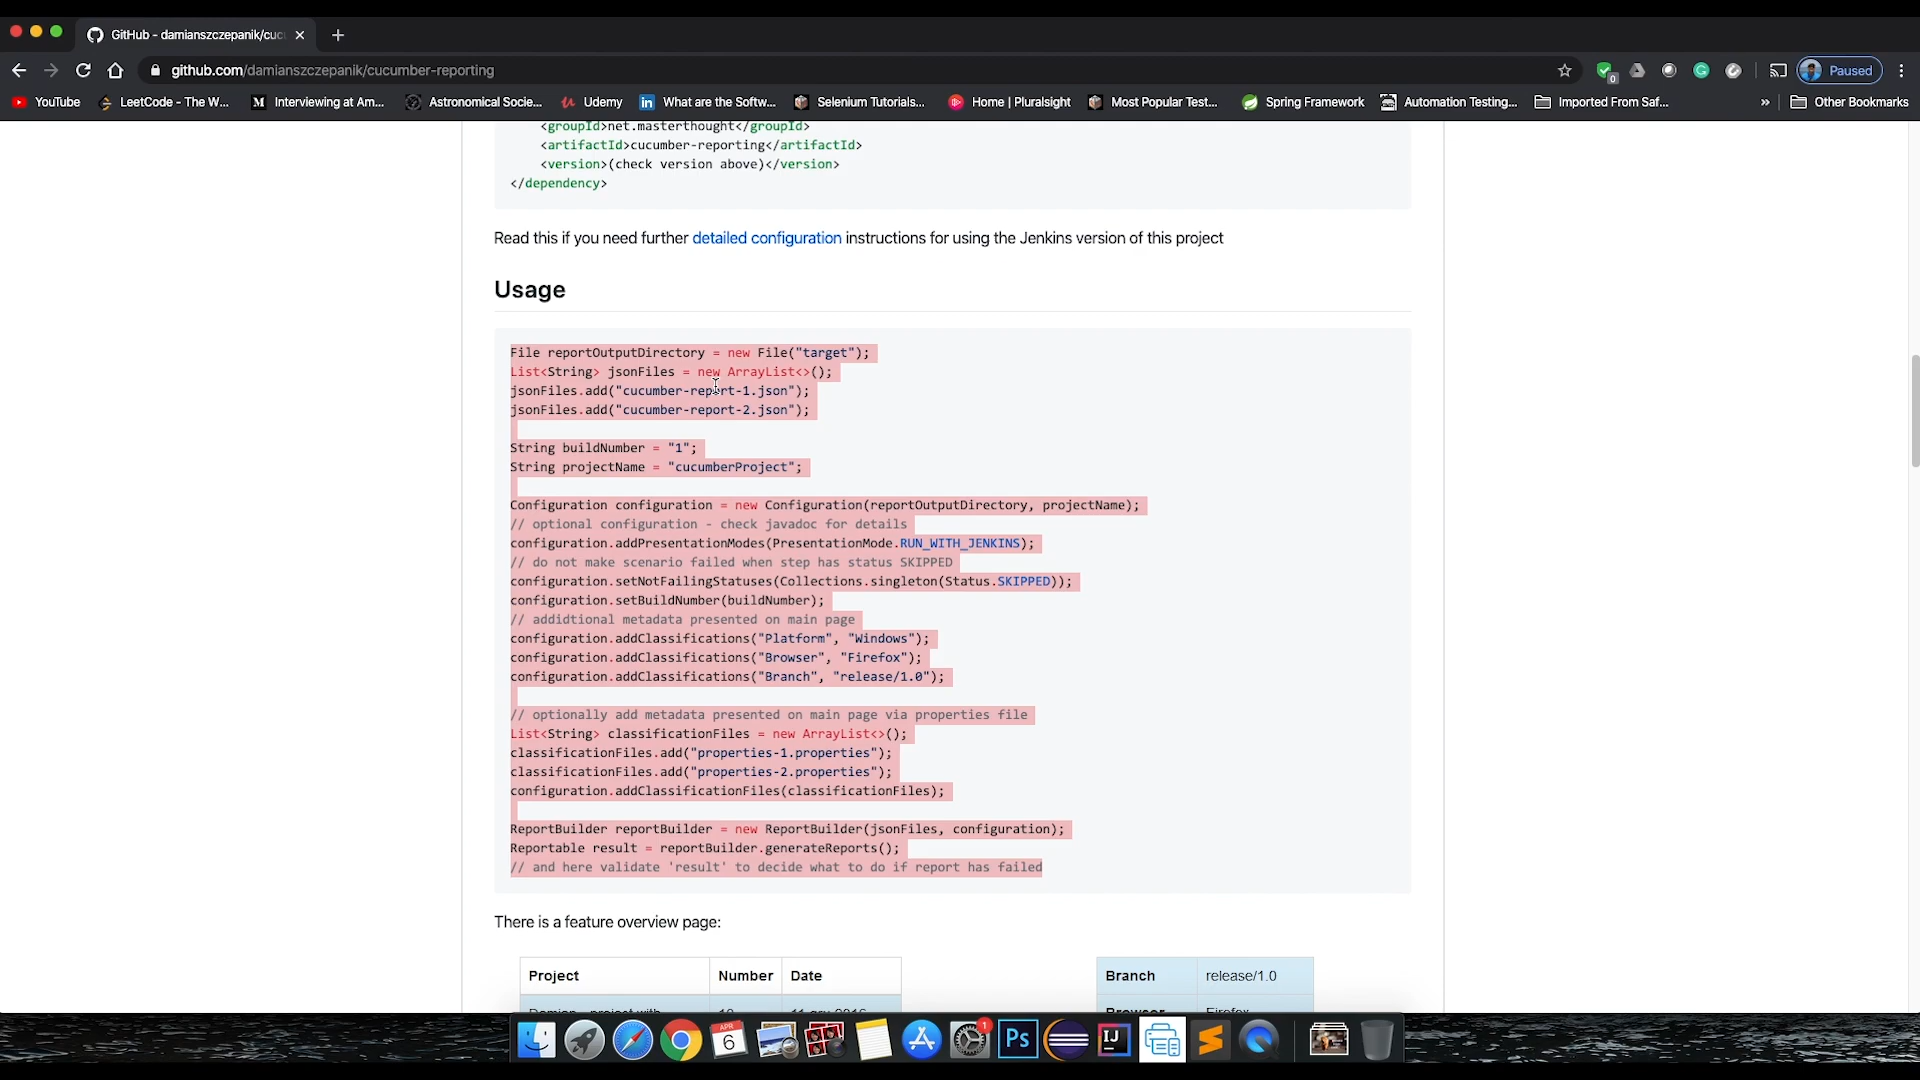 GitHub - damianszczepanik/cuc
github.com/damianszczepanik/cucumber-reporting
0
Paused
YouTube LeetCode - The W... Interviewing at Am... Astronomical Socie... Udemy What are the Softw... Selenium Tutorials... Home | Pluralsight Most Popular Test... Spring Framework Automation Testing... Imported From Saf... » Other Bookmarks
<groupId>net.masterthought</groupId>
<artifactId>cucumber-reporting</artifactId>
<version>(check version above)</version>
</dependency>
Read this if you need further detailed configuration instructions for using the Jenkins version of this project
Usage
File reportOutputDirectory = new File("target");
List<String> jsonFiles = new ArrayList<>();
jsonFiles.add("cucumber-report-1.json");
jsonFiles.add("cucumber-report-2.json");
String buildNumber = "1";
String projectName = "cucumberProject";
Configuration configuration = new Configuration(reportOutputDirectory, projectName);
// optional configuration - check javadoc for details
configuration.addPresentationModes(PresentationMode.RUN_WITH_JENKINS);
// do not make scenario failed when step has status SKIPPED
configuration.setNotFailingStatuses(Collections.singleton(Status.SKIPPED));
configuration.setBuildNumber(buildNumber);
// addidtional metadata presented on main page
configuration.addClassifications("Platform", "Windows");
configuration.addClassifications("Browser", "Firefox");
configuration.addClassifications("Branch", "release/1.0");
// optionally add metadata presented on main page via properties file
List<String> classificationFiles = new ArrayList<>();
classificationFiles.add("properties-1.properties");
classificationFiles.add("properties-2.properties");
configuration.addClassificationFiles(classificationFiles);
ReportBuilder reportBuilder = new ReportBuilder(jsonFiles, configuration);
Reportable result = reportBuilder.generateReports();
// and here validate 'result' to decide what to do if report has failed
There is a feature overview page:
Project Number Date
Branch release/1.0
Browser Firefox
APR
6
1
Ps
IJ